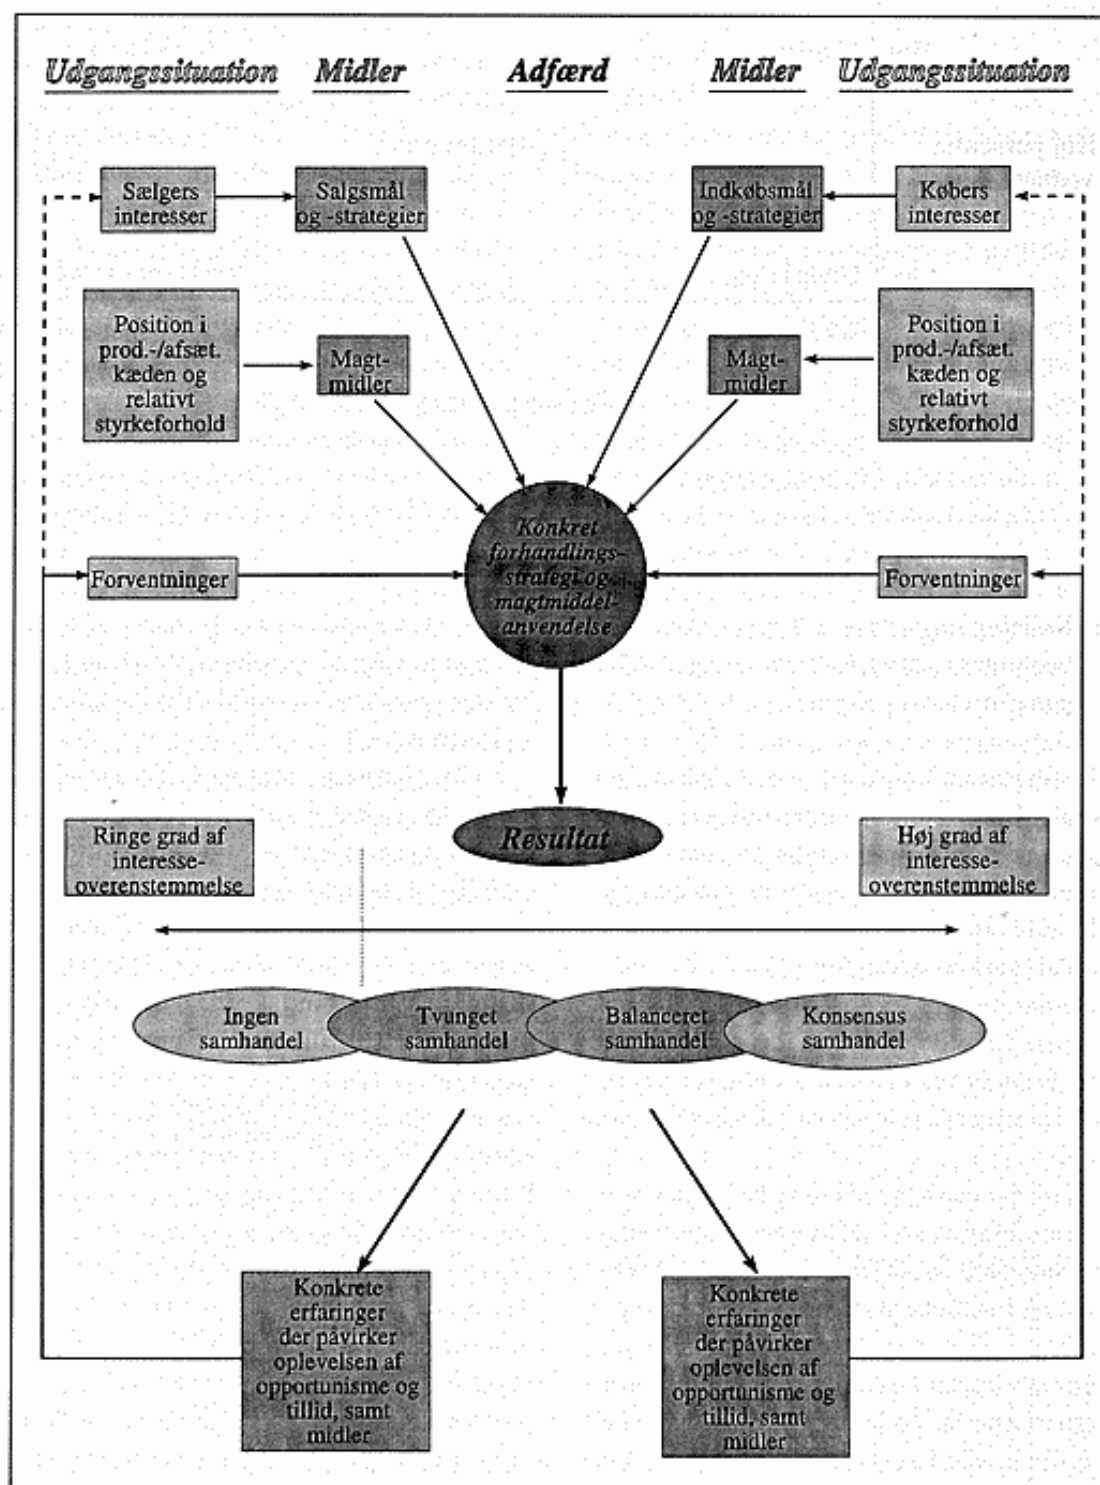 Udgangssituation Midler Adfærd Midler Udgangssituation
Sælgers
interesser
Salgsmål
og -strategier
Indkøbsmål
og -strategier
Købers
interesser
Position i
prod.-/afsæt.
kæden og
relativt
styrkeforhold
Magt-
midler
Magt-
midler
Position i
prod.-/afsæt.
kæden og
relativt
styrkeforhold
Forventninger
Konkret
forhandlings-
strategi og
magtmiddel-
anvendelse
Forventninger
Resultat
Ringe grad af
interesse-
overenstemmelse
Høj grad af
interesse-
overenstemmelse
Ingen
samhandel
Tvunget
samhandel
Balanceret
samhandel
Konsensus
samhandel
Konkrete
erfaringer
der påvirker
oplevelsen af
opportunisme og
tillid, samt
midler
Konkrete
erfaringer
der påvirker
oplevelsen af
opportunisme og
tillid, samt
midler